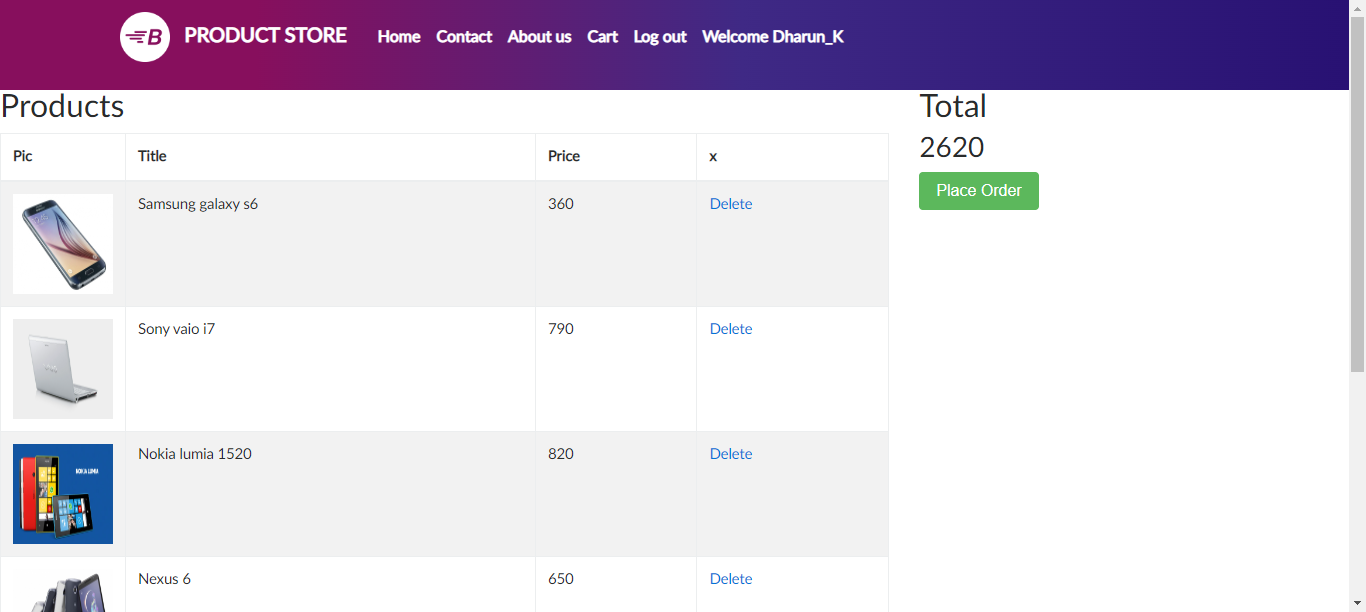 B PRODUCT STORE Home Contact About us Cart Log out Welcome Dharun_K
Products
Pic Title Price x
Samsung galaxy s6 360 Delete
Sony vaio i7 790 Delete
NOKIA LUMIA
Nokia lumia 1520 820 Delete
Nexus 6 650 Delete
Total
2620
Place Order